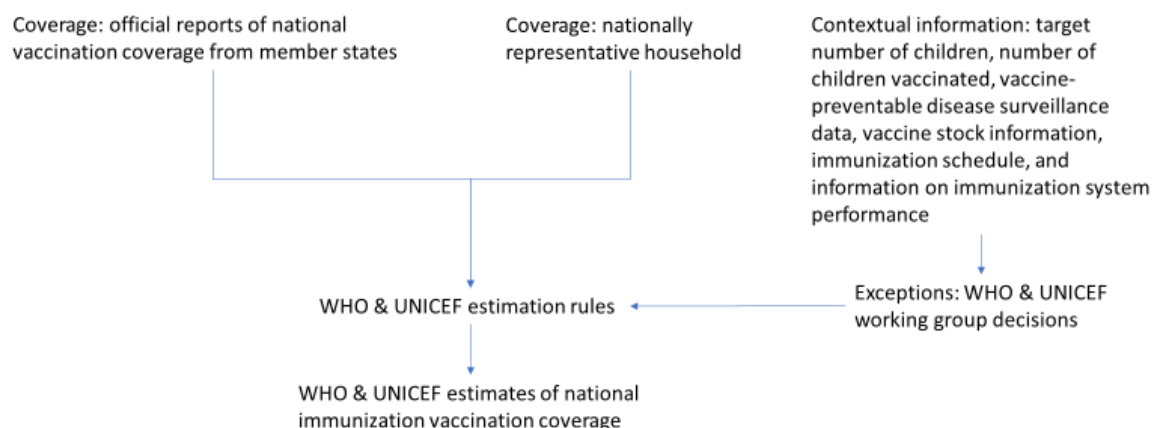 Coverage: official reports of national
vaccination coverage from member states
Coverage: nationally
representative household
Contextual information: target
number of children, number of
children vaccinated, vaccine-
preventable disease surveillance
data, vaccine stock information,
immunization schedule, and
information on immunization system
performance
WHO & UNICEF estimation rules
Exceptions: WHO & UNICEF
working group decisions
WHO & UNICEF estimates of national
immunization vaccination coverage